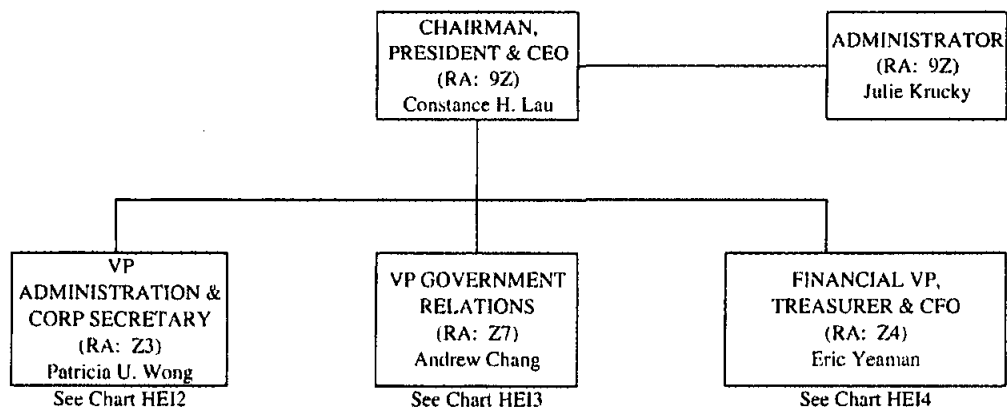 CHAIRMAN,
PRESIDENT & CEO
(RA: 9Z)
Constance H. Lau
ADMINISTRATOR
(RA: 9Z)
Julie Krucky
VP
ADMINISTRATION &
CORP SECRETARY
(RA: Z3)
Patricia U. Wong
See Chart HEI2
VP GOVERNMENT
RELATIONS
(RA: Z7)
Andrew Chang
See Chart HEI3
FINANCIAL VP,
TREASURER & CFO
(RA: Z4)
Eric Yeaman
See Chart HEI4